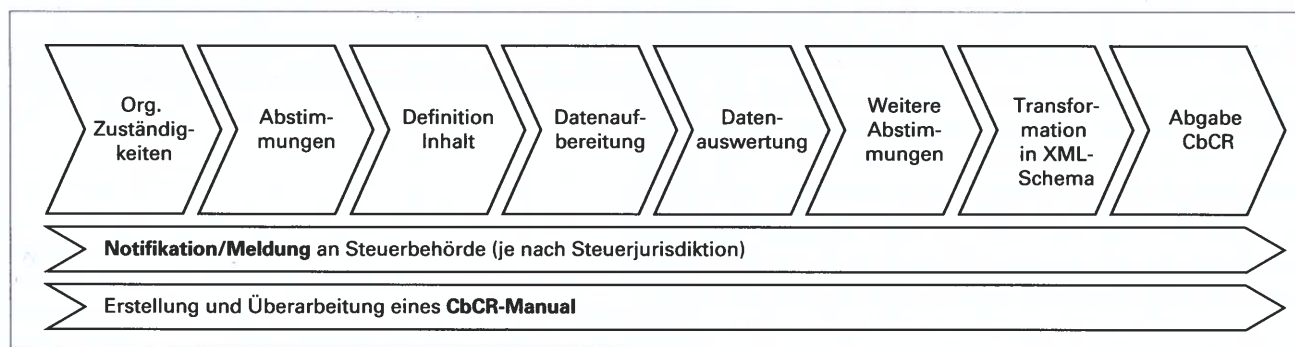 Org.
Zuständig-
keiten
Abstim-
mungen
Definition
Inhalt
Datenauf-
bereitung
Daten-
auswertung
Weitere
Abstim-
mungen
Transfor-
mation
in XML-
Schema
Abgabe
CbCR
Notifikation/Meldung an Steuerbehörde (je nach Steuerjurisdiktion)
Erstellung und Überarbeitung eines CbCR-Manual